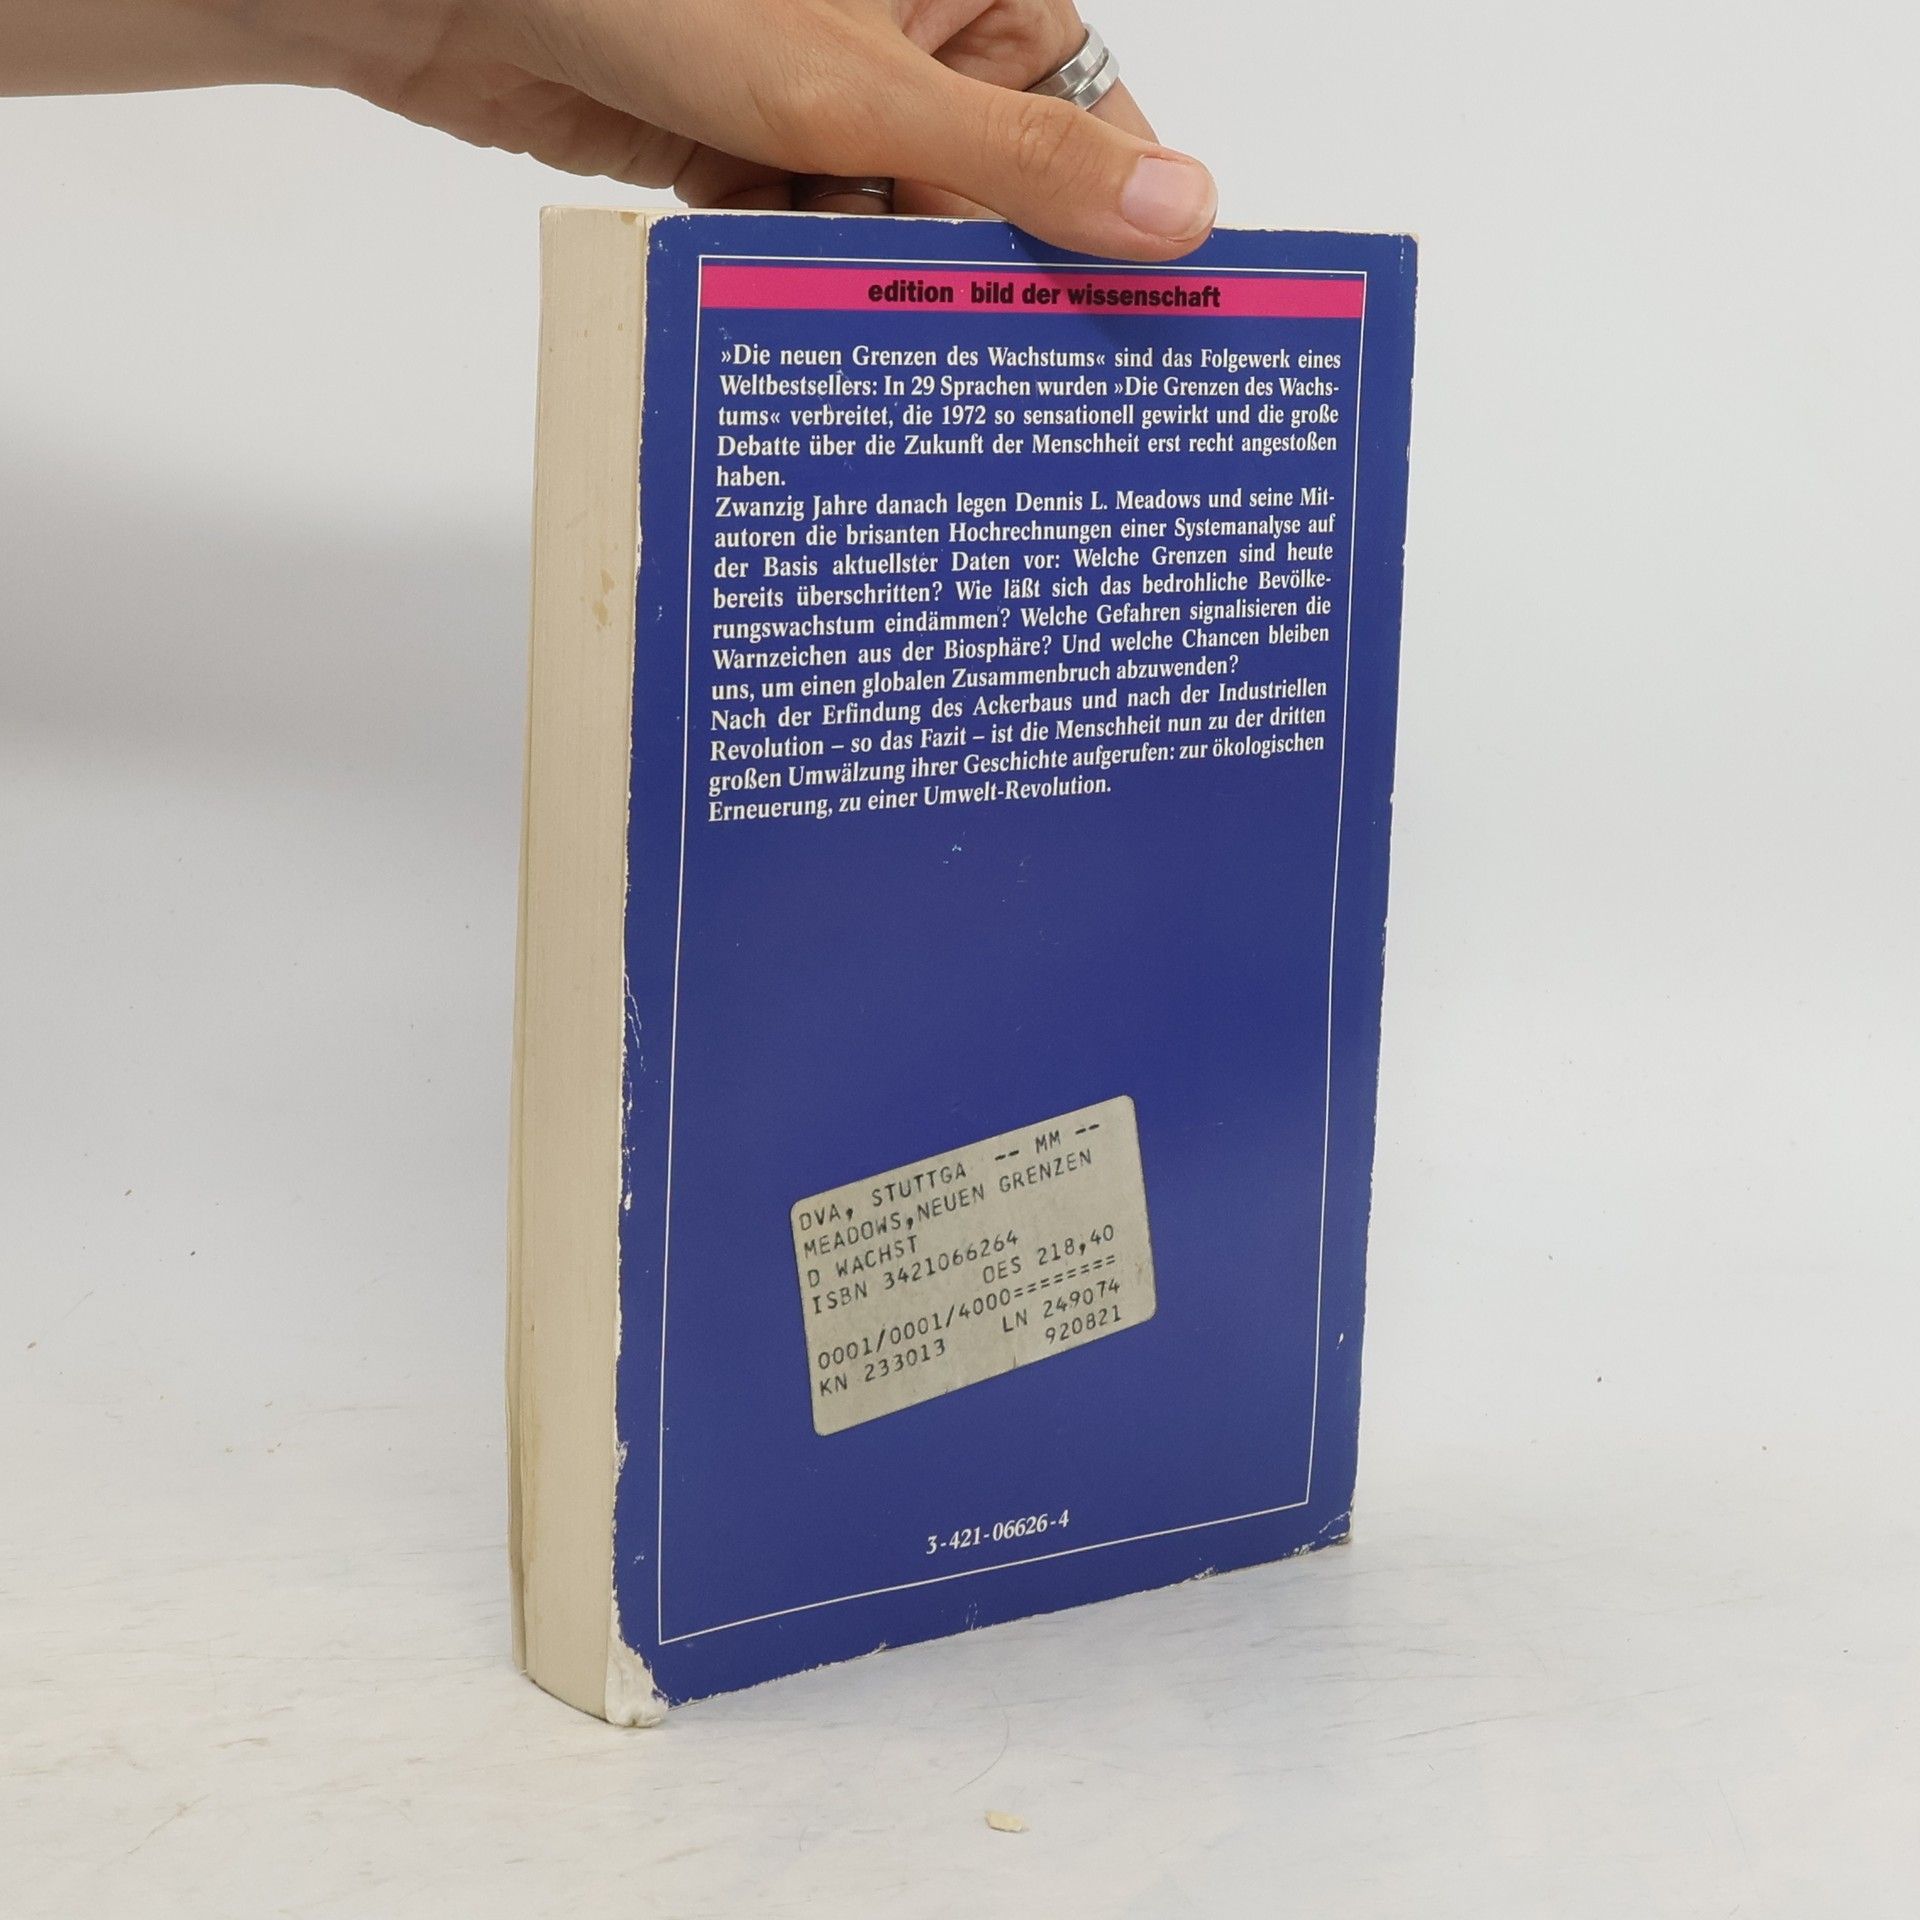 edition bild der wissenschaft
»Die neuen Grenzen des Wachstums« sind das Folgewerk eines
Weltbestsellers: In 29 Sprachen wurden »Die Grenzen des Wachs-
tums« verbreitet, die 1972 so sensationell gewirkt und die große
Debatte über die Zukunft der Menschheit erst recht angestoßen
haben.
Zwanzig Jahre danach legen Dennis L. Meadows und seine Mit-
autoren die brisanten Hochrechnungen einer Systemanalyse auf
der Basis aktuellster Daten vor: Welche Grenzen sind heute
bereits überschritten? Wie läßt sich das bedrohliche Bevölke-
rungswachstum eindämmen? Welche Gefahren signalisieren die
Warnzeichen aus der Biosphäre? Und welche Chancen bleiben
uns, um einen globalen Zusammenbruch abzuwenden?
Nach der Erfindung des Ackerbaus und nach der Industriellen
Revolution – so das Fazit – ist die Menschheit nun zu der dritten
großen Umwälzung ihrer Geschichte aufgerufen: zur ökologischen
Erneuerung, zu einer Umwelt-Revolution.
DVA, STUTTGA -- MM --
MEADOWS,NEUEN GRENZEN
D WACHST
ISBN 3421066264
OES 218,40
0001/0001/4000========
KN 233013 LN 249074
920821
3-421-06626-4